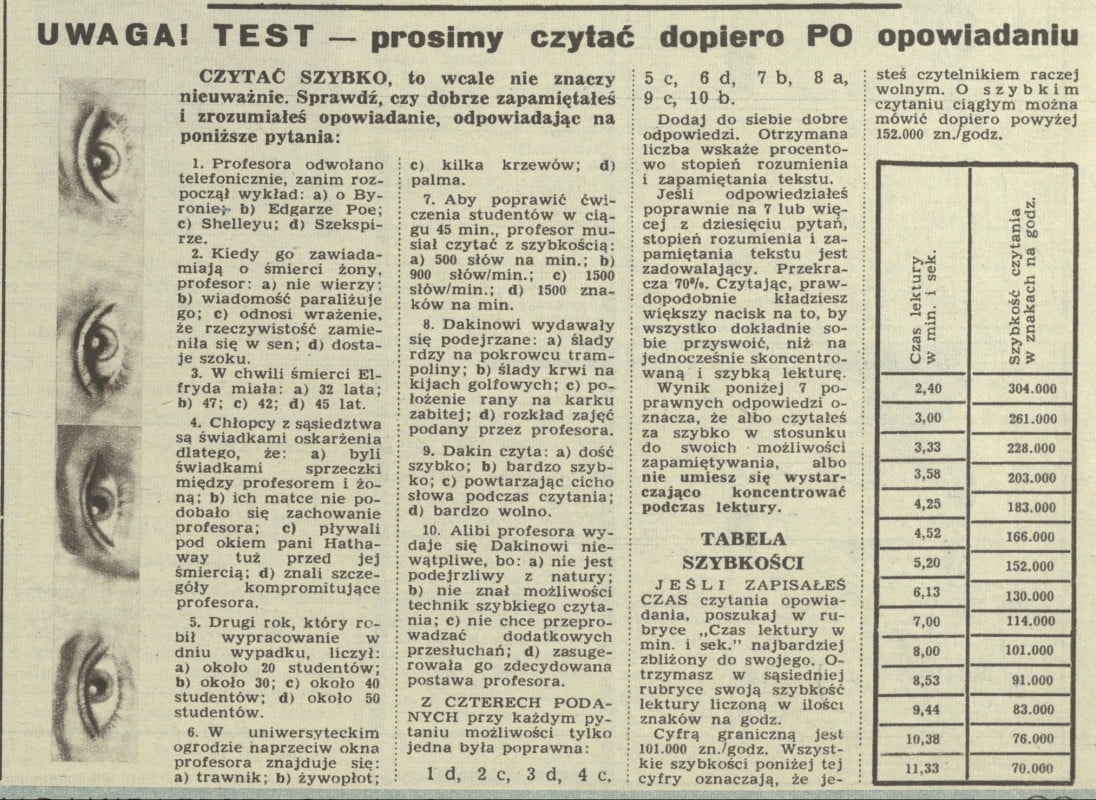 UWAGA! TEST — prosimy czytać dopiero PO opowiadaniu
CZYTAĆ SZYBKO, to wcale nie znaczy
nieuważnie. Sprawdź, czy dobrze zapamiętałeś
i zrozumiałeś opowiadanie, odpowiadając na
poniższe pytania:
1. Profesora odwołano
telefonicznie, zanim roz-
począł wykład: a) o By-
ronie; b) Edgarze Poe;
c) Shelleyu; d) Szekspi-
rze.
2. Kiedy go zawiada-
miają o śmierci żony,
profesor: a) nie wierzy;
b) wiadomość paraliżuje
go; c) odnosi wrażenie,
że rzeczywistość zamie-
niła się w sen; d) dosta-
je szoku.
3. W chwili śmierci El-
fryda miała: a) 32 lata;
b) 47; c) 42; d) 45 lat.
4. Chłopcy z sąsiedztwa
są świadkami oskarżenia
dlatego, że: a) byli
świadkami sprzeczki
między profesorem i żo-
ną; b) ich matce nie po-
dobało się zachowanie
profesora; c) pływali
pod okiem pani Hatha-
way tuż przed jej
śmiercią; d) znali szcze-
góły kompromitujące
profesora.
5. Drugi rok, który ro-
bił wypracowanie w
dniu wypadku, liczył:
a) około 20 studentów;
b) około 30; c) około 40
studentów; d) około 50
studentów.
6. W uniwersyteckim
ogrodzie naprzeciw okna
profesora znajduje się:
a) trawnik; b) żywopłot;
c) kilka krzewów; d)
palma.
7. Aby poprawić ćwi-
czenia studentów w cią-
gu 45 min., profesor mu-
siał czytać z szybkością:
a) 500 słów na min.; b)
900 słów/min.; c) 1500
słów/min.; d) 1500 zna-
ków na min.
8. Dakinowi wydawały
się podejrzane: a) ślady
rdzy na pokrowcu tram-
poliny; b) ślady krwi na
kijach golfowych; c) po-
łożenie rany na karku
zabitej; d) rozkład zajęć
podany przez profesora.
9. Dakin czyta: a) dość
szybko; b) bardzo szyb-
ko; c) powtarzając cicho
słowa podczas czytania;
d) bardzo wolno.
10. Alibi profesora wy-
daje się Dakinowi nie-
wątpliwe, bo: a) nie jest
podejrzliwy z natury;
b) nie znał możliwości
technik szybkiego czyta-
nia; c) nie chce przepro-
wadzać dodatkowych
przesłuchań; d) zasuge-
rowała go zdecydowana
postawa profesora.
Z CZTERECH PODA-
NYCH przy każdym py-
taniu możliwości tylko
jedna była poprawna:
1 d, 2 c, 3 d, 4 c.
5 c, 6 d, 7 b, 8 a,
9 c, 10 b.
Dodaj do siebie dobre
odpowiedzi. Otrzymana
liczba wskaże procento-
wo stopień rozumienia
i zapamiętania tekstu.
Jeśli odpowiedziałeś
poprawnie na 7 lub wię-
cej z dziesięciu pytań,
stopień rozumienia i za-
pamiętania tekstu jest
zadowalający. Przekra-
cza 70%. Czytając, praw-
dopodobnie kładziesz
większy nacisk na to, by
wszystko dokładnie so-
bie przyswoić, niż na
jednocześnie skoncentro-
waną i szybką lekturę.
Wynik poniżej 7 po-
prawnych odpowiedzi o-
znacza, że albo czytałeś
za szybko w stosunku
do swoich możliwości
zapamiętywania, albo
nie umiesz się wystar-
czająco koncentrować
podczas lektury.
TABELA
SZYBKOŚCI
JEŚLI ZAPISAŁEŚ
CZAS czytania opowia-
dania, poszukaj w ru-
bryce „Czas lektury w
min. i sek." najbardziej
zbliżony do swojego. O-
trzymasz w sąsiedniej
rubryce swoją szybkość
lektury liczoną w ilości
znaków na godz.
Cyfrą graniczną jest
101.000 zn./godz. Wszyst-
kie szybkości poniżej tej
cyfry oznaczają, że je-
steś czytelnikiem raczej
wolnym. O szybkim
czytaniu ciągłym można
mówić dopiero powyżej
152.000 zn./godz.
Czas lektury
w min. i sek.
Szybkość czytania
w znakach na godz.
2,40 304.000
3,00 261.000
3,33 228.000
3,58 203.000
4,25 183.000
4,52 166.000
5,20 152.000
6,13 130.000
7,00 114.000
8,00 101.000
8,53 91.000
9,44 83.000
10,38 76.000
11,33 70.000